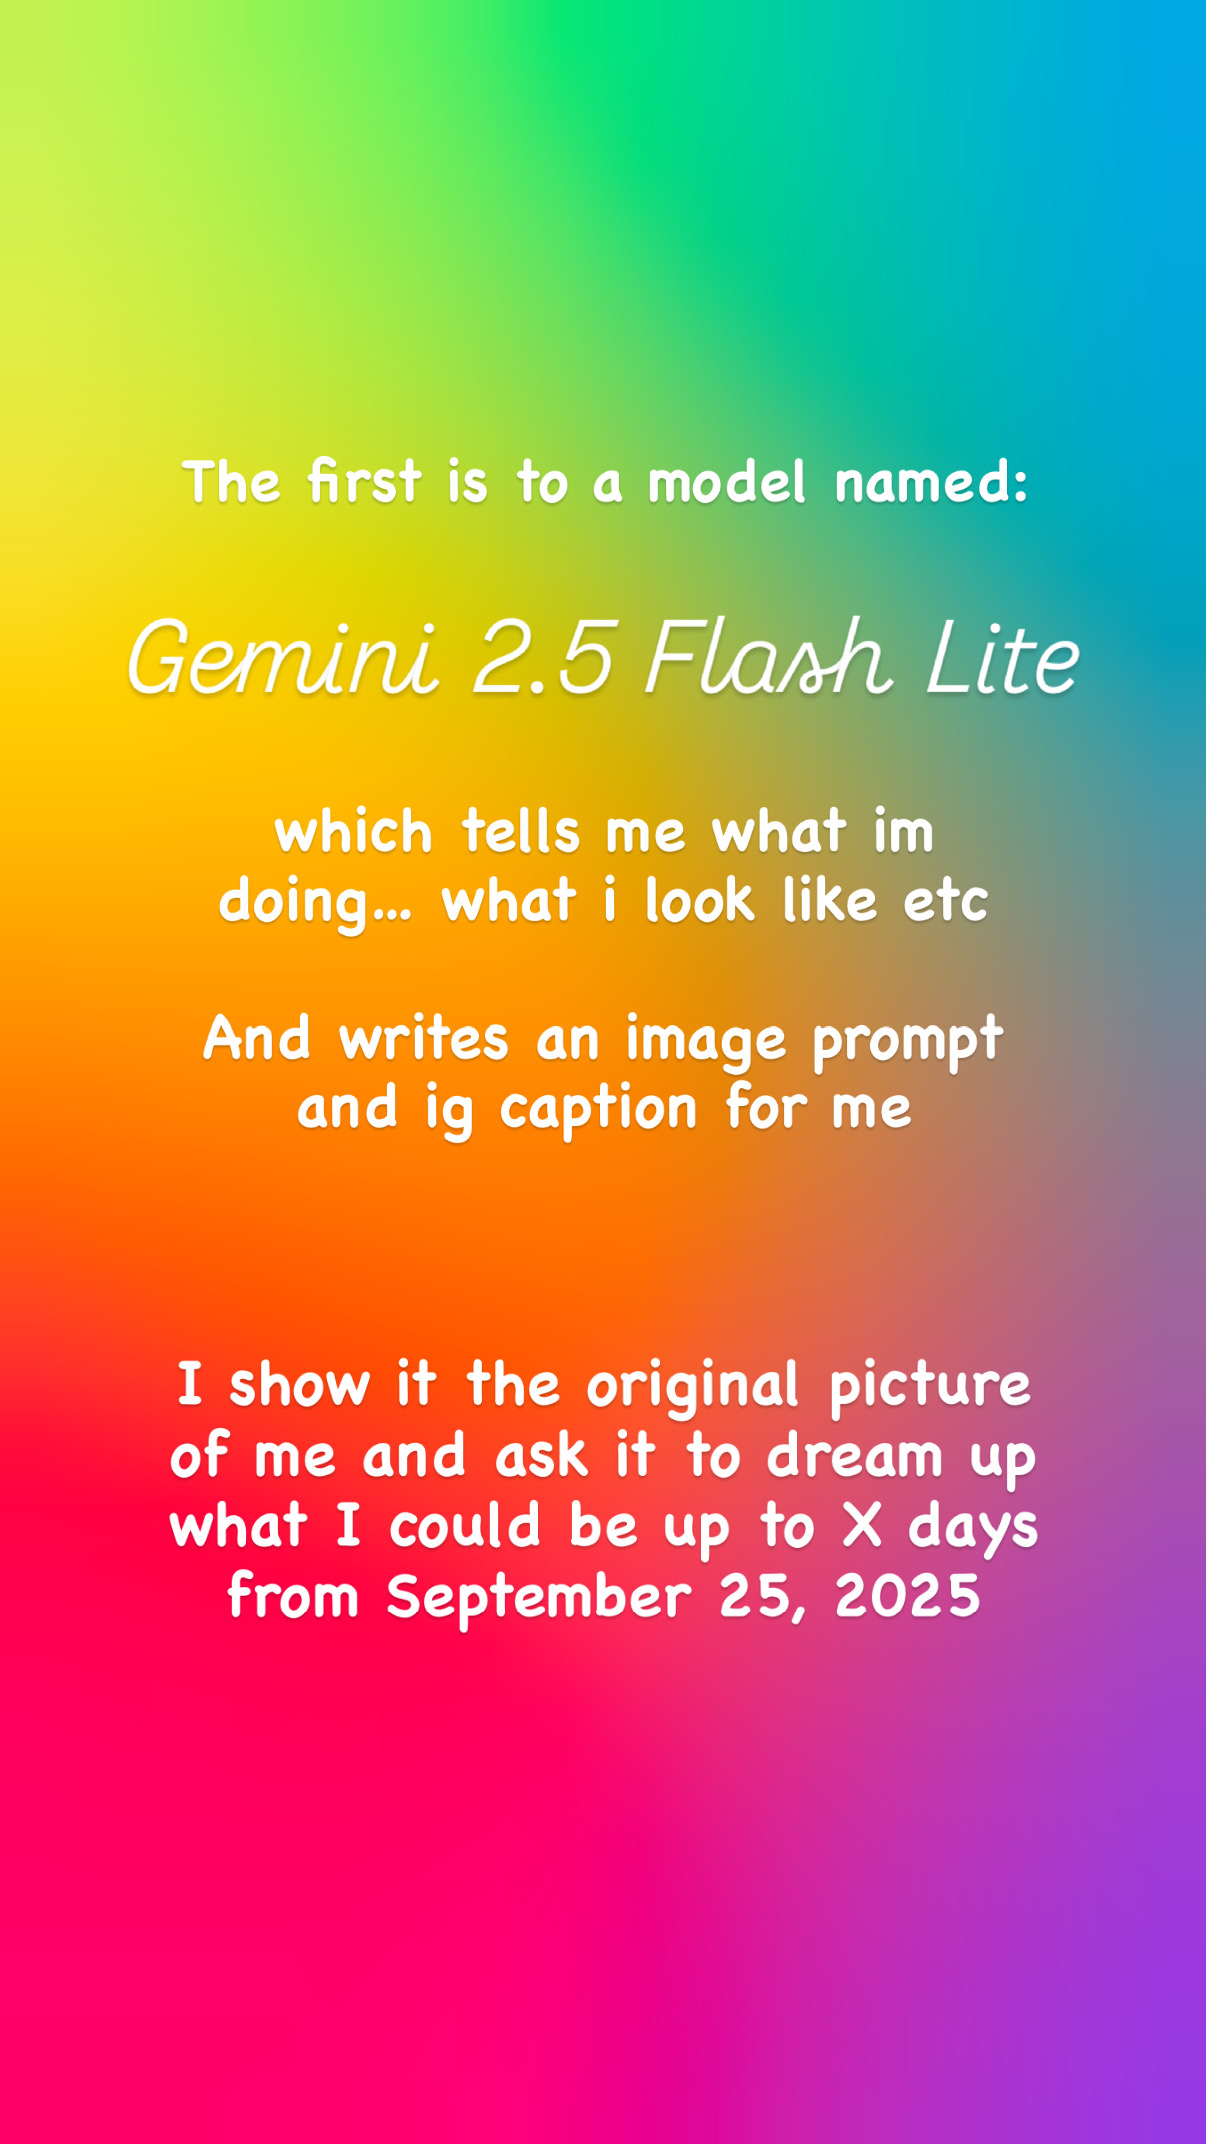 The first is to a model named:
Gemini 2.5 Flash Lite
which tells me what im
doing... what i look like etc
And writes an image prompt
and ig caption for me
I show it the original picture
of me and ask it to dream up
what I could be up to X days
from September 25, 2025